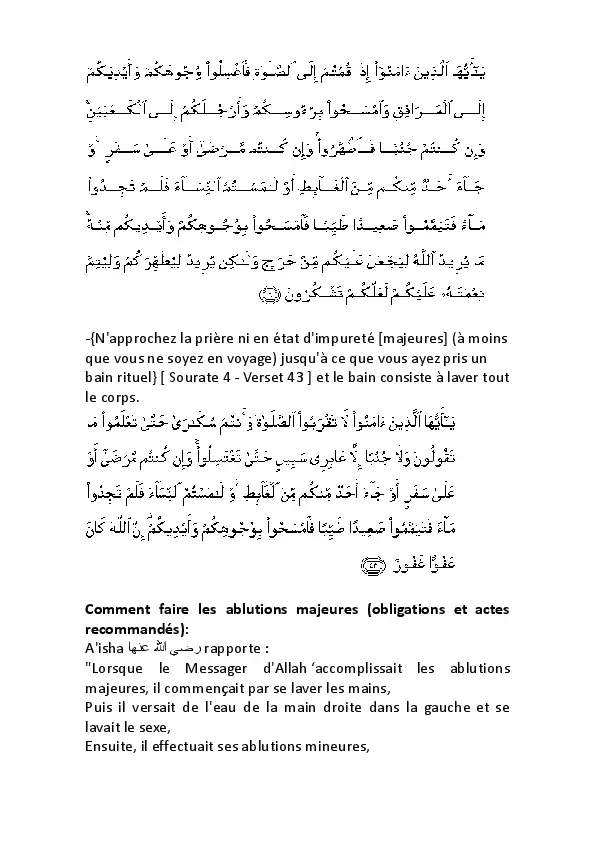 يَـٰٓأَيُّهَا ٱلَّذِينَ ءَامَنُوٓا۟ إِذَا قُمْتُمْ إِلَى ٱلصَّلَوٰةِ فَٱغْسِلُوا۟ وُجُوهَكُمْ وَأَيْدِيَكُمْ
إِلَى ٱلْمَرَافِقِ وَٱمْسَحُوا۟ بِرُءُوسِكُمْ وَأَرْجُلَكُمْ إِلَى ٱلْكَعْبَيْنِ ۚ
وَإِن كُنتُمْ جُنُبًا فَٱطَّهَّرُوا۟ ۚ وَإِن كُنتُم مَّرْضَىٰٓ أَوْ عَلَىٰ سَفَرٍ أَوْ
جَآءَ أَحَدٌ مِّنكُم مِّنَ ٱلْغَآئِطِ أَوْ لَـٰمَسْتُمُ ٱلنِّسَآءَ فَلَمْ تَجِدُوا۟
مَآءً فَتَيَمَّمُوا۟ صَعِيدًا طَيِّبًا فَٱمْسَحُوا۟ بِوُجُوهِكُمْ وَأَيْدِيكُم مِّنْهُ ۚ
مَا يُرِيدُ ٱللَّهُ لِيَجْعَلَ عَلَيْكُم مِّنْ حَرَجٍ وَلَـٰكِن يُرِيدُ لِيُطَهِّرَكُمْ وَلِيُتِمَّ
نِعْمَتَهُۥ عَلَيْكُمْ لَعَلَّكُمْ تَشْكُرُونَ ﴿٦﴾
-{N'approchez la prière ni en état d'impureté [majeures] (à moins
que vous ne soyez en voyage) jusqu'à ce que vous ayez pris un
bain rituel} [ Sourate 4 - Verset 43 ] et le bain consiste à laver tout
le corps.
يَـٰٓأَيُّهَا ٱلَّذِينَ ءَامَنُوا۟ لَا تَقْرَبُوا۟ ٱلصَّلَوٰةَ وَأَنتُمْ سُكَـٰرَىٰ حَتَّىٰ تَعْلَمُوا۟ مَا
تَقُولُونَ وَلَا جُنُبًا إِلَّا عَابِرِى سَبِيلٍ حَتَّىٰ تَغْتَسِلُوا۟ ۚ وَإِن كُنتُم مَّرْضَىٰٓ أَوْ
عَلَىٰ سَفَرٍ أَوْ جَآءَ أَحَدٌ مِّنكُم مِّنَ ٱلْغَآئِطِ أَوْ لَـٰمَسْتُمُ ٱلنِّسَآءَ فَلَمْ تَجِدُوا۟
مَآءً فَتَيَمَّمُوا۟ صَعِيدًا طَيِّبًا فَٱمْسَحُوا۟ بِوُجُوهِكُمْ وَأَيْدِيكُمْ ۗ إِنَّ ٱللَّهَ كَانَ
عَفُوًّا غَفُورًا ﴿٤٣﴾
Comment faire les ablutions majeures (obligations et actes
recommandés):
A'isha رضي الله عنها rapporte :
"Lorsque le Messager d'Allah ‘accomplissait les ablutions
majeures, il commençait par se laver les mains,
Puis il versait de l'eau de la main droite dans la gauche et se
lavait le sexe,
Ensuite, il effectuait ses ablutions mineures,